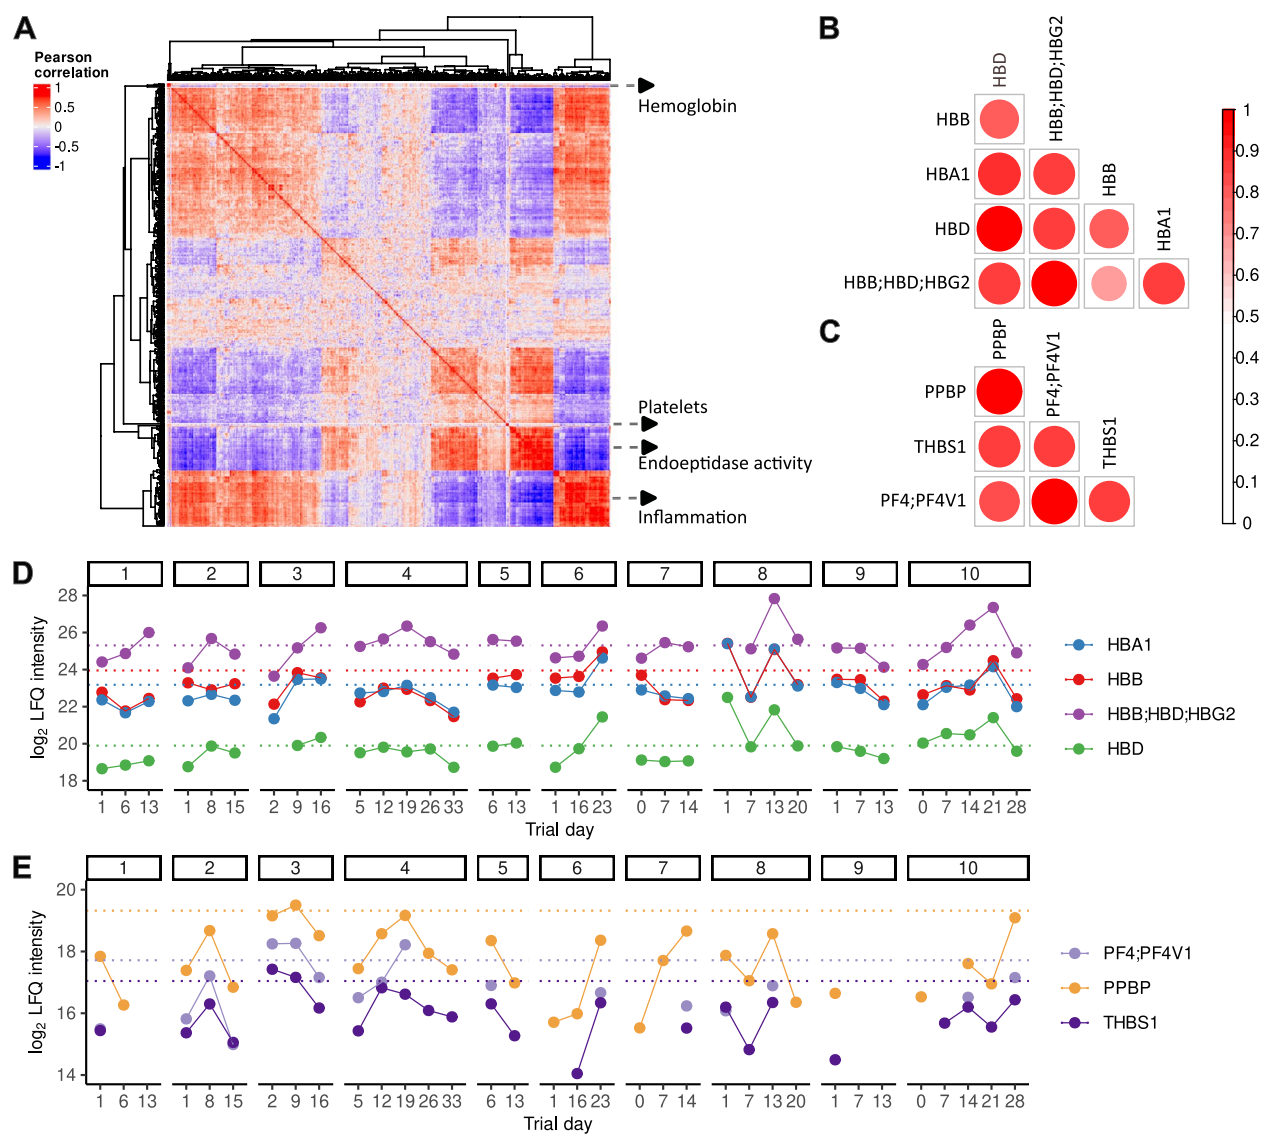 A
Pearson
correlation
1
0.5
0
-0.5
-1
Hemoglobin
Platelets
Endoeptidase activity
Inflammation
B
HBD
HBB;HBD;HBG2
HBB
HBA1
HBB
HBA1
HBD
HBB;HBD;HBG2
C
PPBP
PF4;PF4V1
THBS1
PPBP
THBS1
PF4;PF4V1
1
0.9
0.8
0.7
0.6
0.5
0.4
0.3
0.2
0.1
0
D
1 2 3 4 5 6 7 8 9 10
log2 LFQ intensity
28
26
24
22
20
18
1 6 13 1 8 15 2 9 16 5 12 19 26 33 6 13 1 16 23 0 7 14 1 7 13 20 1 7 13 0 7 14 21 28
Trial day
HBA1
HBB
HBB;HBD;HBG2
HBD
E
1 2 3 4 5 6 7 8 9 10
log2 LFQ intensity
20
18
16
14
1 6 13 1 8 15 2 9 16 5 12 19 26 33 6 13 1 16 23 0 7 14 1 7 13 20 1 7 13 0 7 14 21 28
Trial day
PF4;PF4V1
PPBP
THBS1